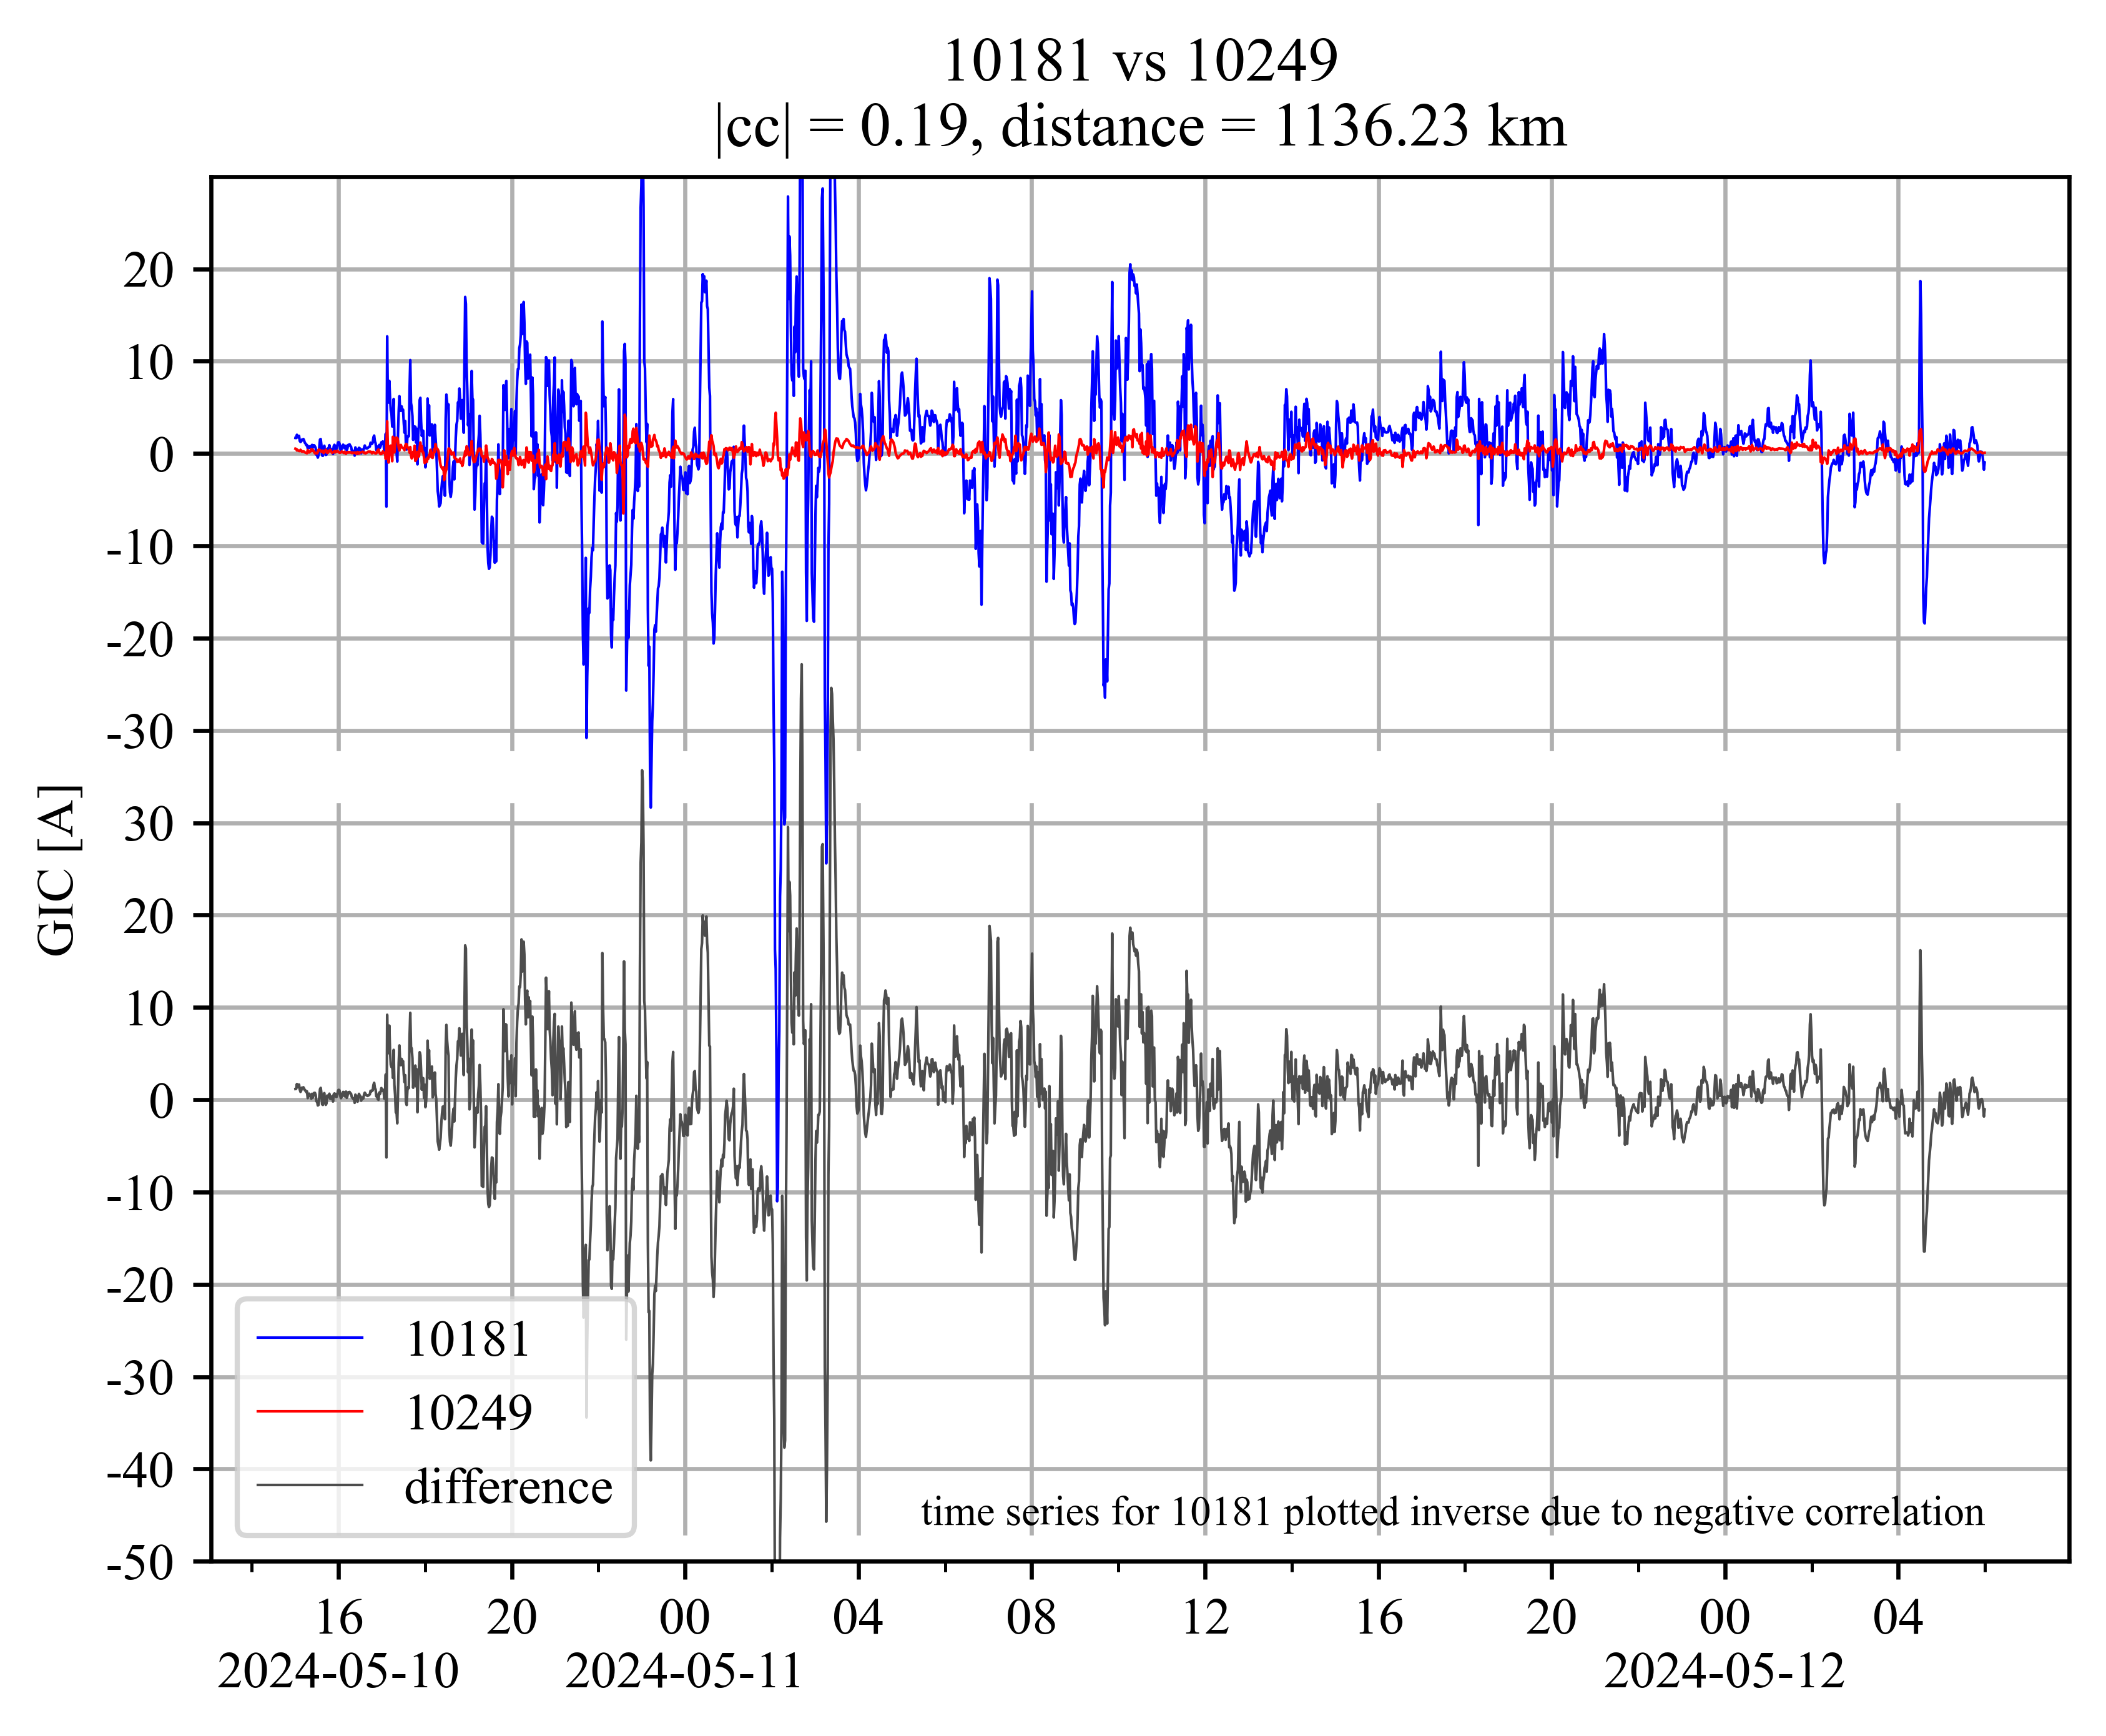 10181 vs 10249
|cc| = 0.19, distance = 1136.23 km
GIC [A]
20
10
0
-10
-20
-30
30
20
10
0
-10
-20
-30
-40
-50
10181
10249
difference
time series for 10181 plotted inverse due to negative correlation
16 20 00 04 08 12 16 20 00 04
2024-05-10 2024-05-11 2024-05-12